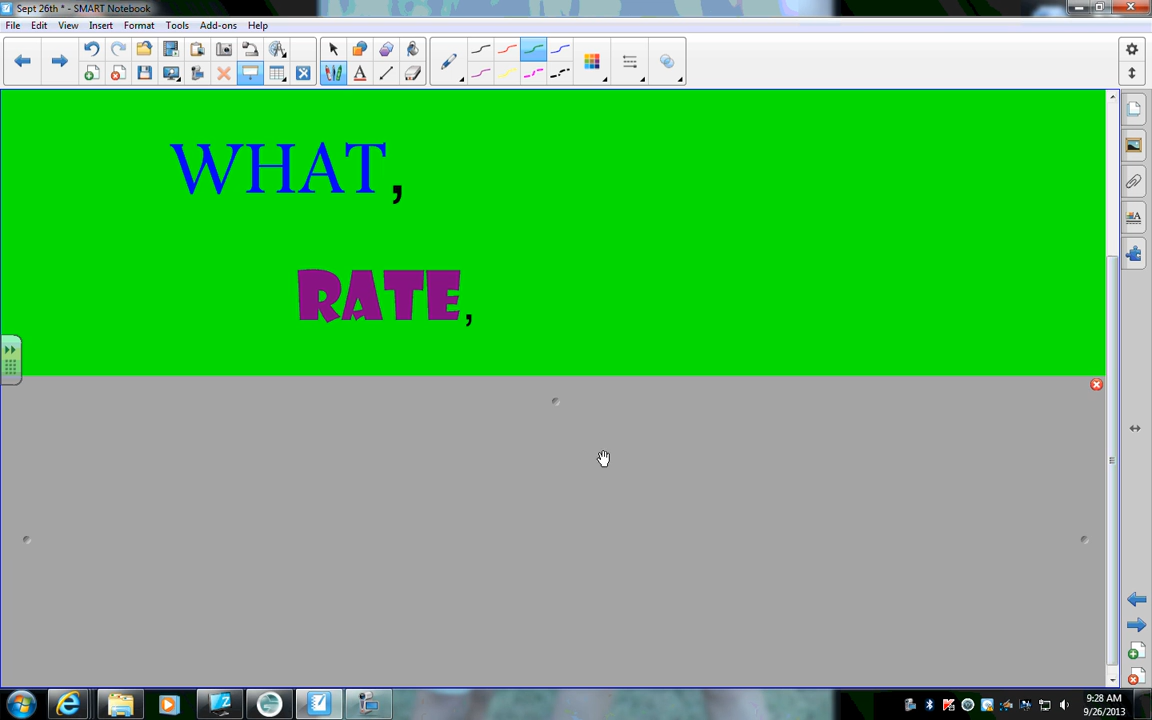 Sept 26th * - SMART Notebook
File Edit View Insert Format Tools Add-ons Help
WHAT,
RATE,
9:28 AM
9/26/2013